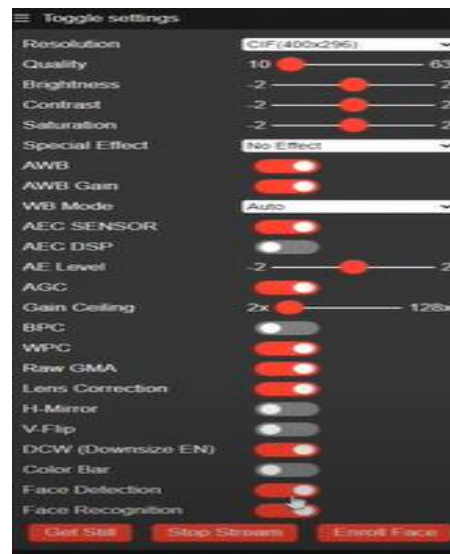 ☰ Toggle settings
Resolution CIF(400x296)
Quality 10 63
Brightness -2 2
Contrast -2 2
Saturation -2 2
Special Effect No Effect
AWB
AWB Gain
WB Mode Auto
AEC SENSOR
AEC DSP
AE Level -2 2
AGC
Gain Ceiling 2x 128x
BPC
WPC
Raw GMA
Lens Correction
H-Mirror
V-Flip
DCW (Downsize EN)
Color Bar
Face Detection
Face Recognition
Get Still Stop Stream Enroll Face